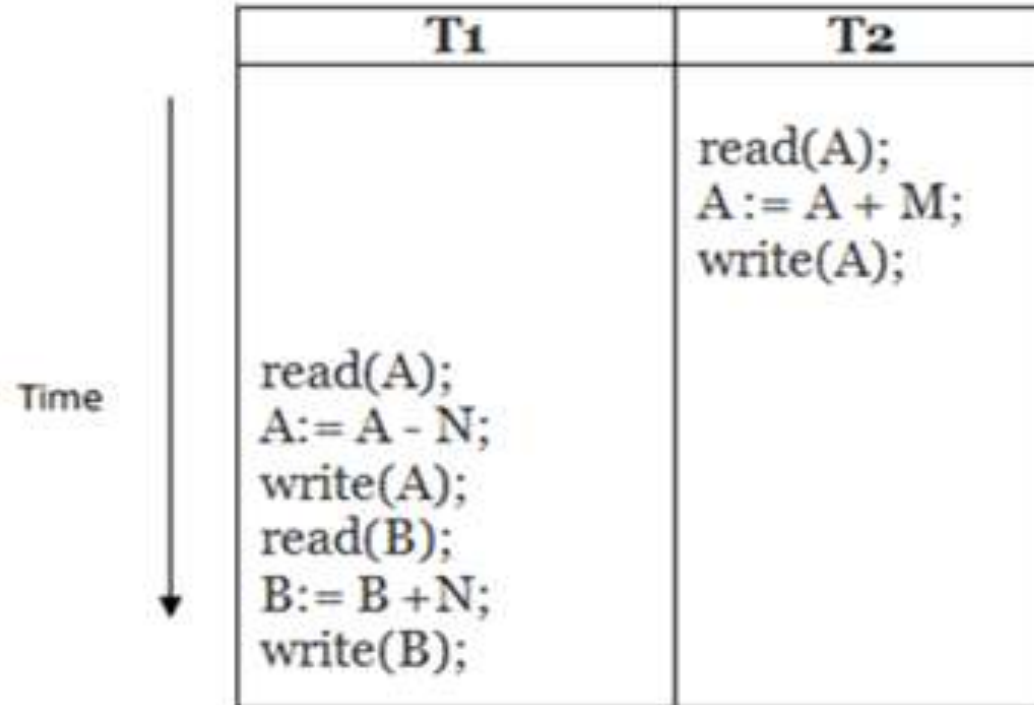 T1 T2
read(A);
A := A + M;
write(A);
Time
read(A);
A:= A - N;
write(A);
read(B);
B:= B +N;
write(B);